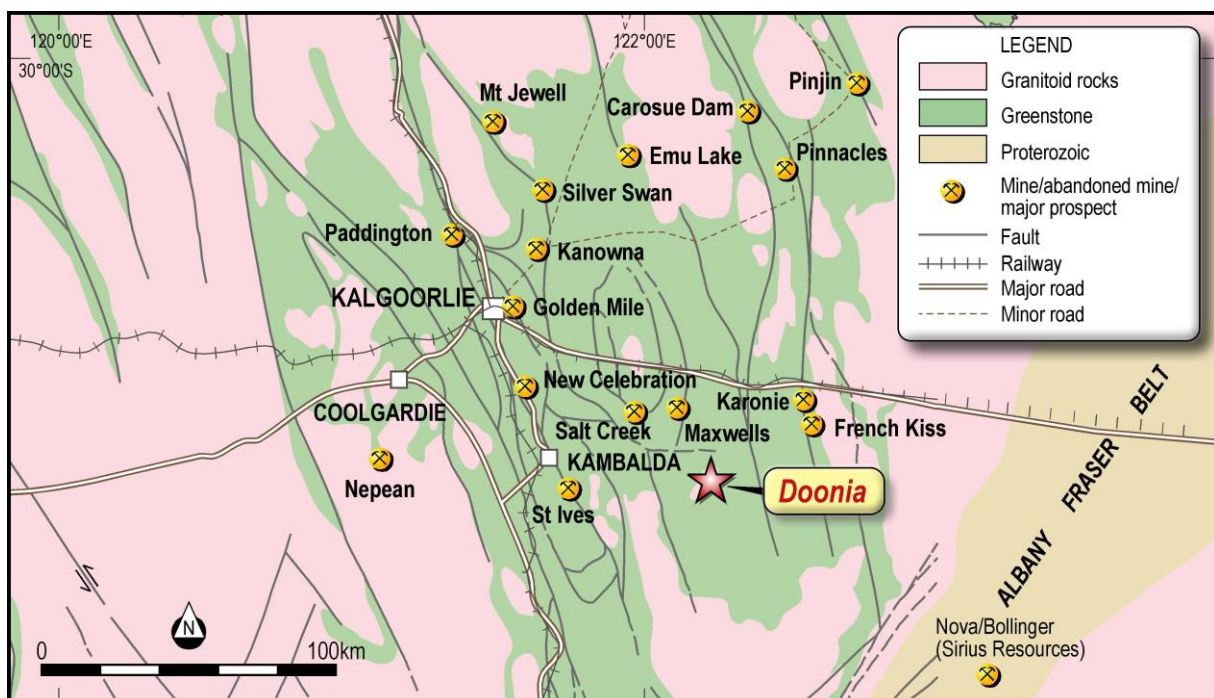 120°00'E
122°00'E
30°00'S
LEGEND
Granitoid rocks
Greenstone
Proterozoic
Mine/abandoned mine/
major prospect
Fault
Railway
Major road
Minor road
Pinjin
Mt Jewell
Carosue Dam
Emu Lake
Pinnacles
Silver Swan
Paddington
Kanowna
KALGOORLIE
Golden Mile
New Celebration
COOLGARDIE
Karonie
Salt Creek
Maxwells
French Kiss
KAMBALDA
Nepean
St Ives
Doonia
ALBANY FRASER BELT
N
Nova/Bollinger
(Sirius Resources)
0 100km